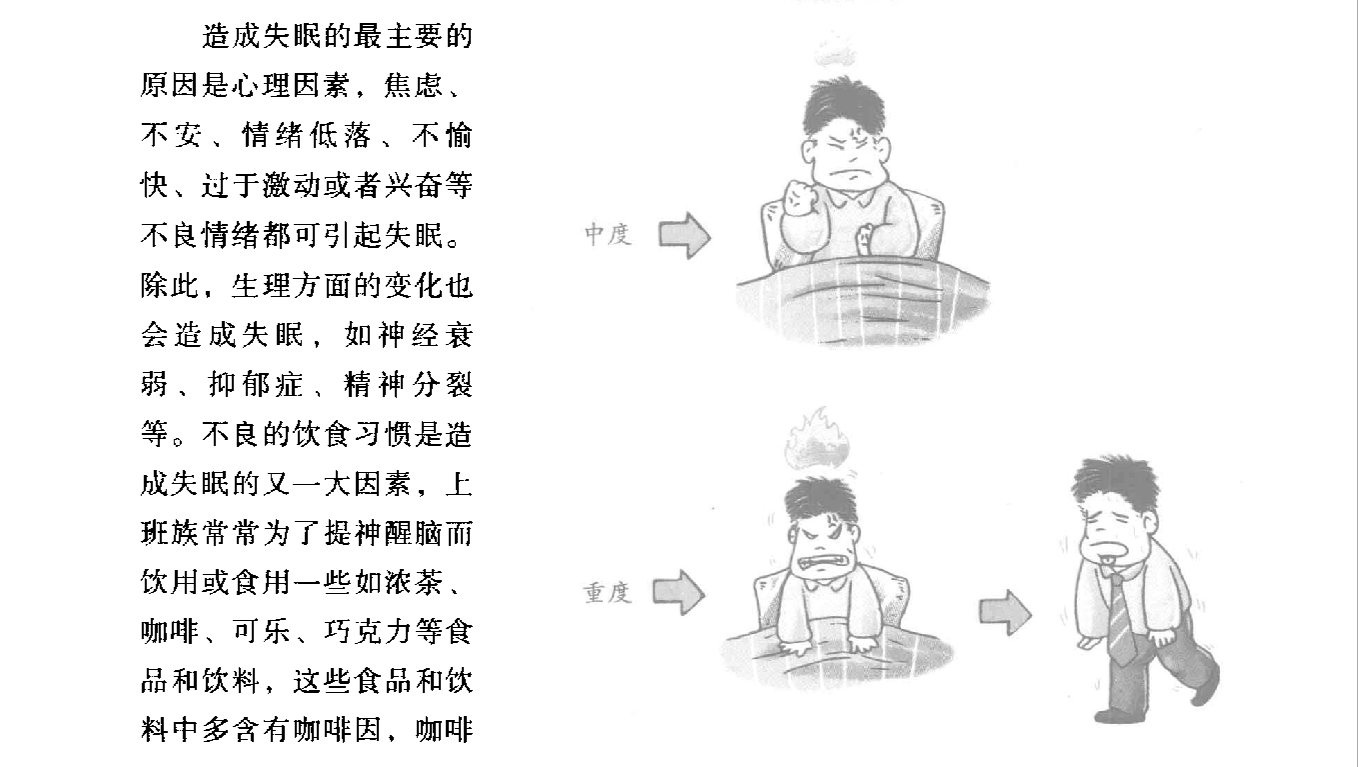 造成失眠的最主要的
原因是心理因素，焦虑、
不安、情绪低落、不愉
快、过于激动或者兴奋等
不良情绪都可引起失眠。
除此，生理方面的变化也
会造成失眠，如神经衰
弱、抑郁症、精神分裂
等。不良的饮食习惯是造
成失眠的又一大因素，上
班族常常为了提神醒脑而
饮用或食用一些如浓茶、
咖啡、可乐、巧克力等食
品和饮料，这些食品和饮
料中多含有咖啡因，咖啡
中度
重度